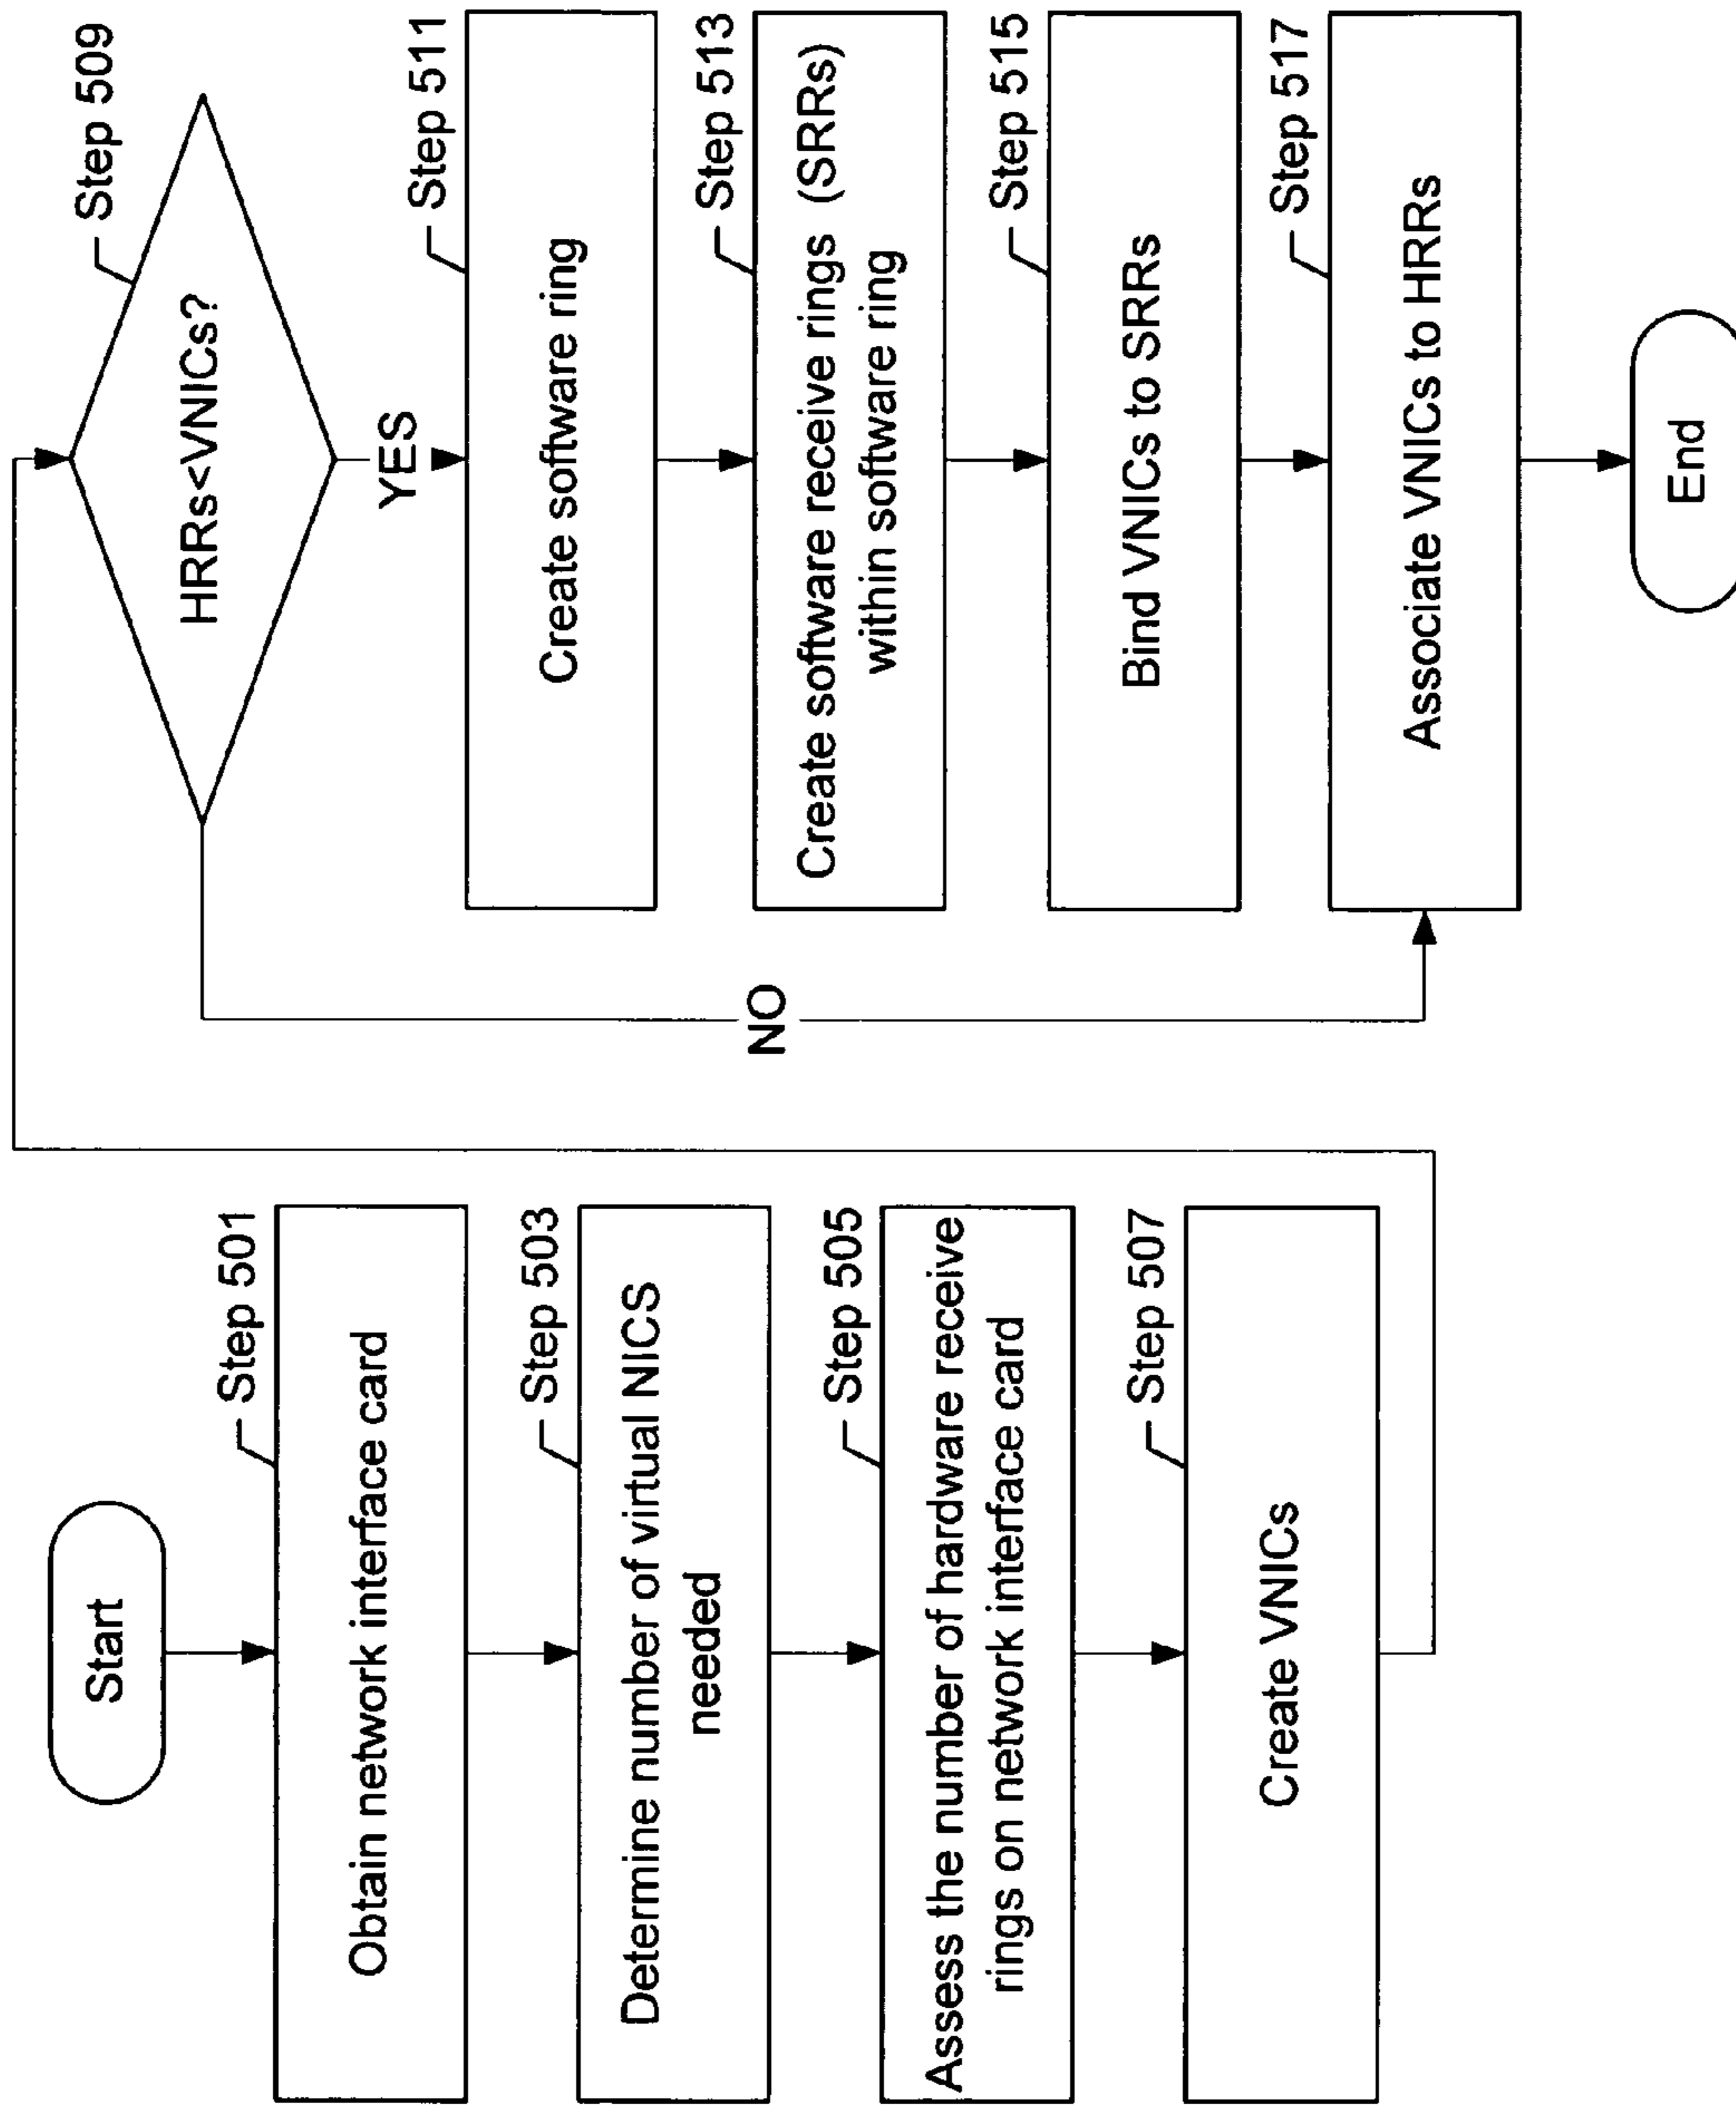 Start
Step 501
Obtain network interface card
Step 503
Determine number of virtual NICS
needed
Step 505
Assess the number of hardware receive
rings on network interface card
Step 507
Create VNICs
Step 509
HRRs<VNICs?
YES
NO
Step 511
Create software ring
Step 513
Create software receive rings (SRRs)
within software ring
Step 515
Bind VNICs to SRRs
Step 517
Associate VNICs to HRRs
End